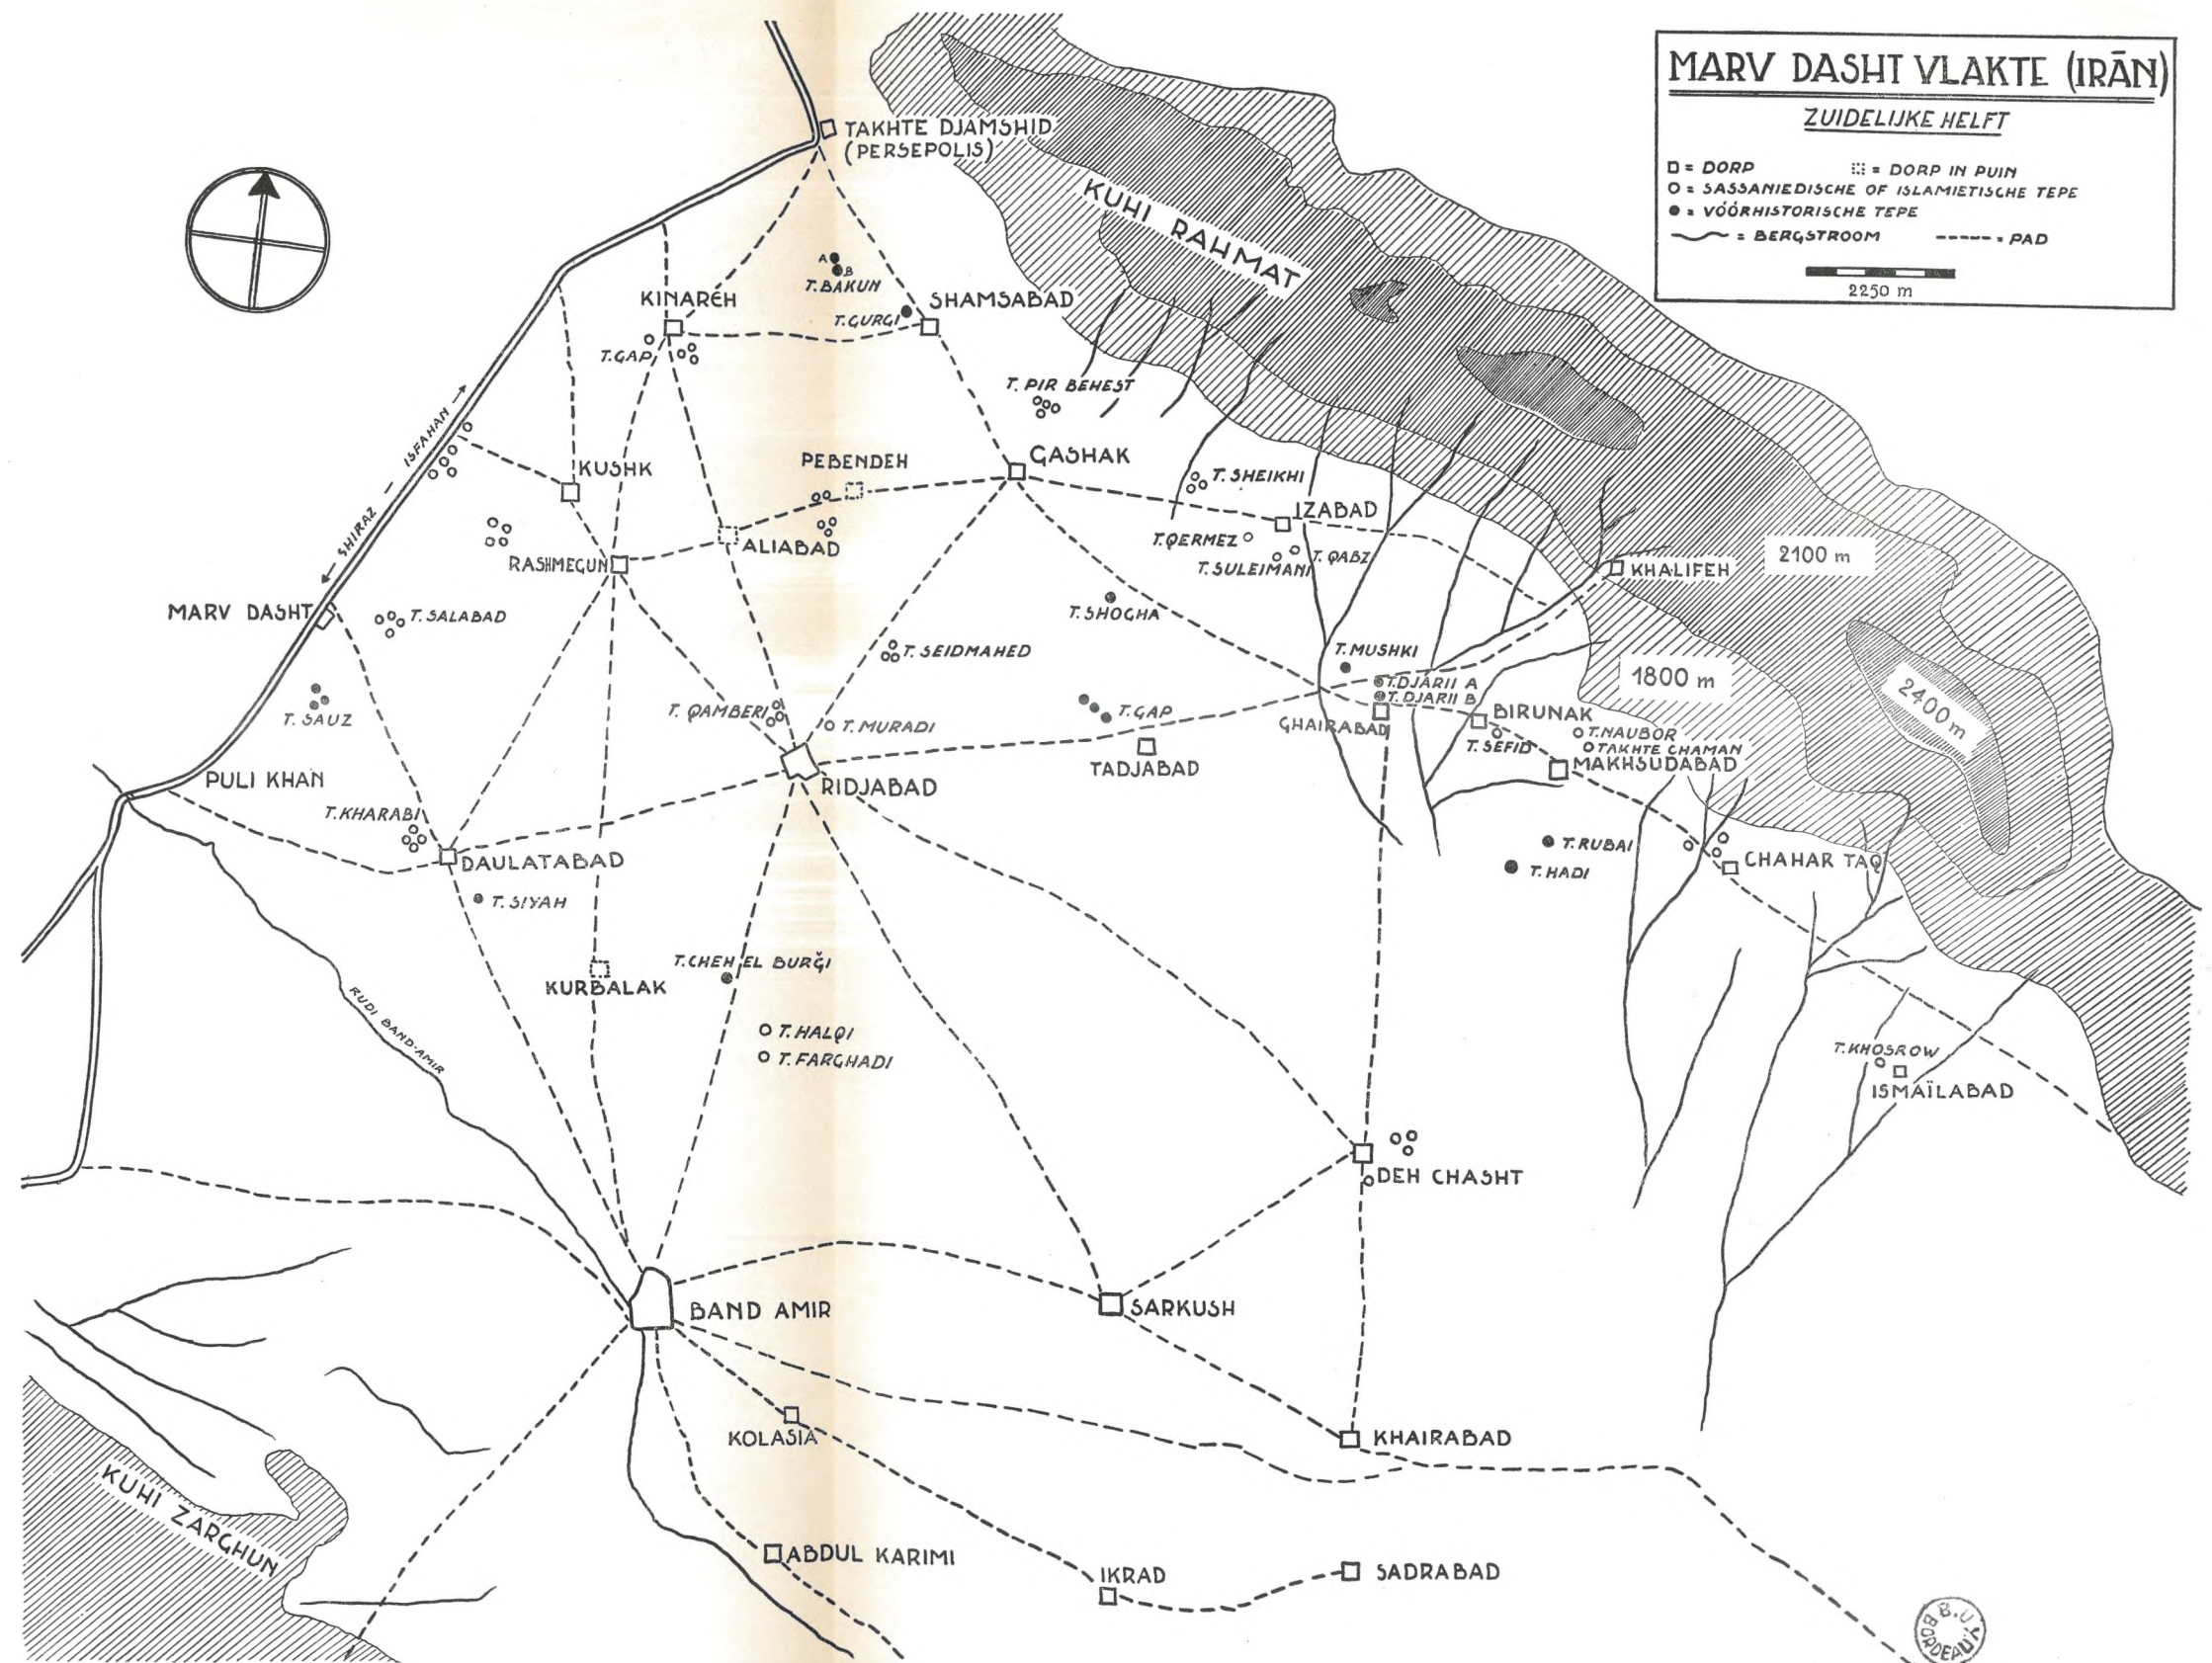 MARV DASHT VLAKTE (IRĀN)
ZUIDELIJKE HELFT
= DORP
= DORP IN PUIN
= SASSANIEDISCHE OF ISLAMIETISCHE TEPE
= VÓÓRHISTORISCHE TEPE
= BERGSTROOM
= PAD
2250 m
TAKHTE DJAMSHID
(PERSEPOLIS)
KUHI RAHMAT
A
B
T. BAKUN
KINAREH
SHAMSABAD
T. GURGI
T. GAP
T. PIR BEHEST
ISFAHAN
SHIRAZ
KUSHK
PEBENDEH
GASHAK
T. SHEIKHI
IZABAD
ALIABAD
RASHMEGUN
T. QERMEZ
T. QABZ
T. SULEIMANI
KHALIFEH
2100 m
MARV DASHT
T. SALABAD
T. SHOGHA
T. SEIDMAHED
T. MUSHKI
1800 m
T. DJARII A
T. DJARII B
2400 m
T. SAUZ
T. QAMBERI
T. MURADI
T. GAP
GHAIRABAD
BIRUNAK
T. SEFID
T. NAUBOR
TAKHTE CHAMAN
MAKHSUDABAD
TADJABAD
PULI KHAN
RIDJABAD
T. KHARABI
DAULATABAD
T. RUBAI
CHAHAR TAQ
T. HADI
T. SIYAH
T. CHEHEL BURĞI
KURBALAK
RUDI BAND-AMIR
T. HALQI
T. FARGHADI
T. KHOSROW
ISMAÏLABAD
DEH CHASHT
BAND AMIR
SARKUSH
KOLASIA
KHAIRABAD
KUHI ZARGHUN
ABDUL KARIMI
IKRAD
SADRABAD
B.U.
BORDEAUX